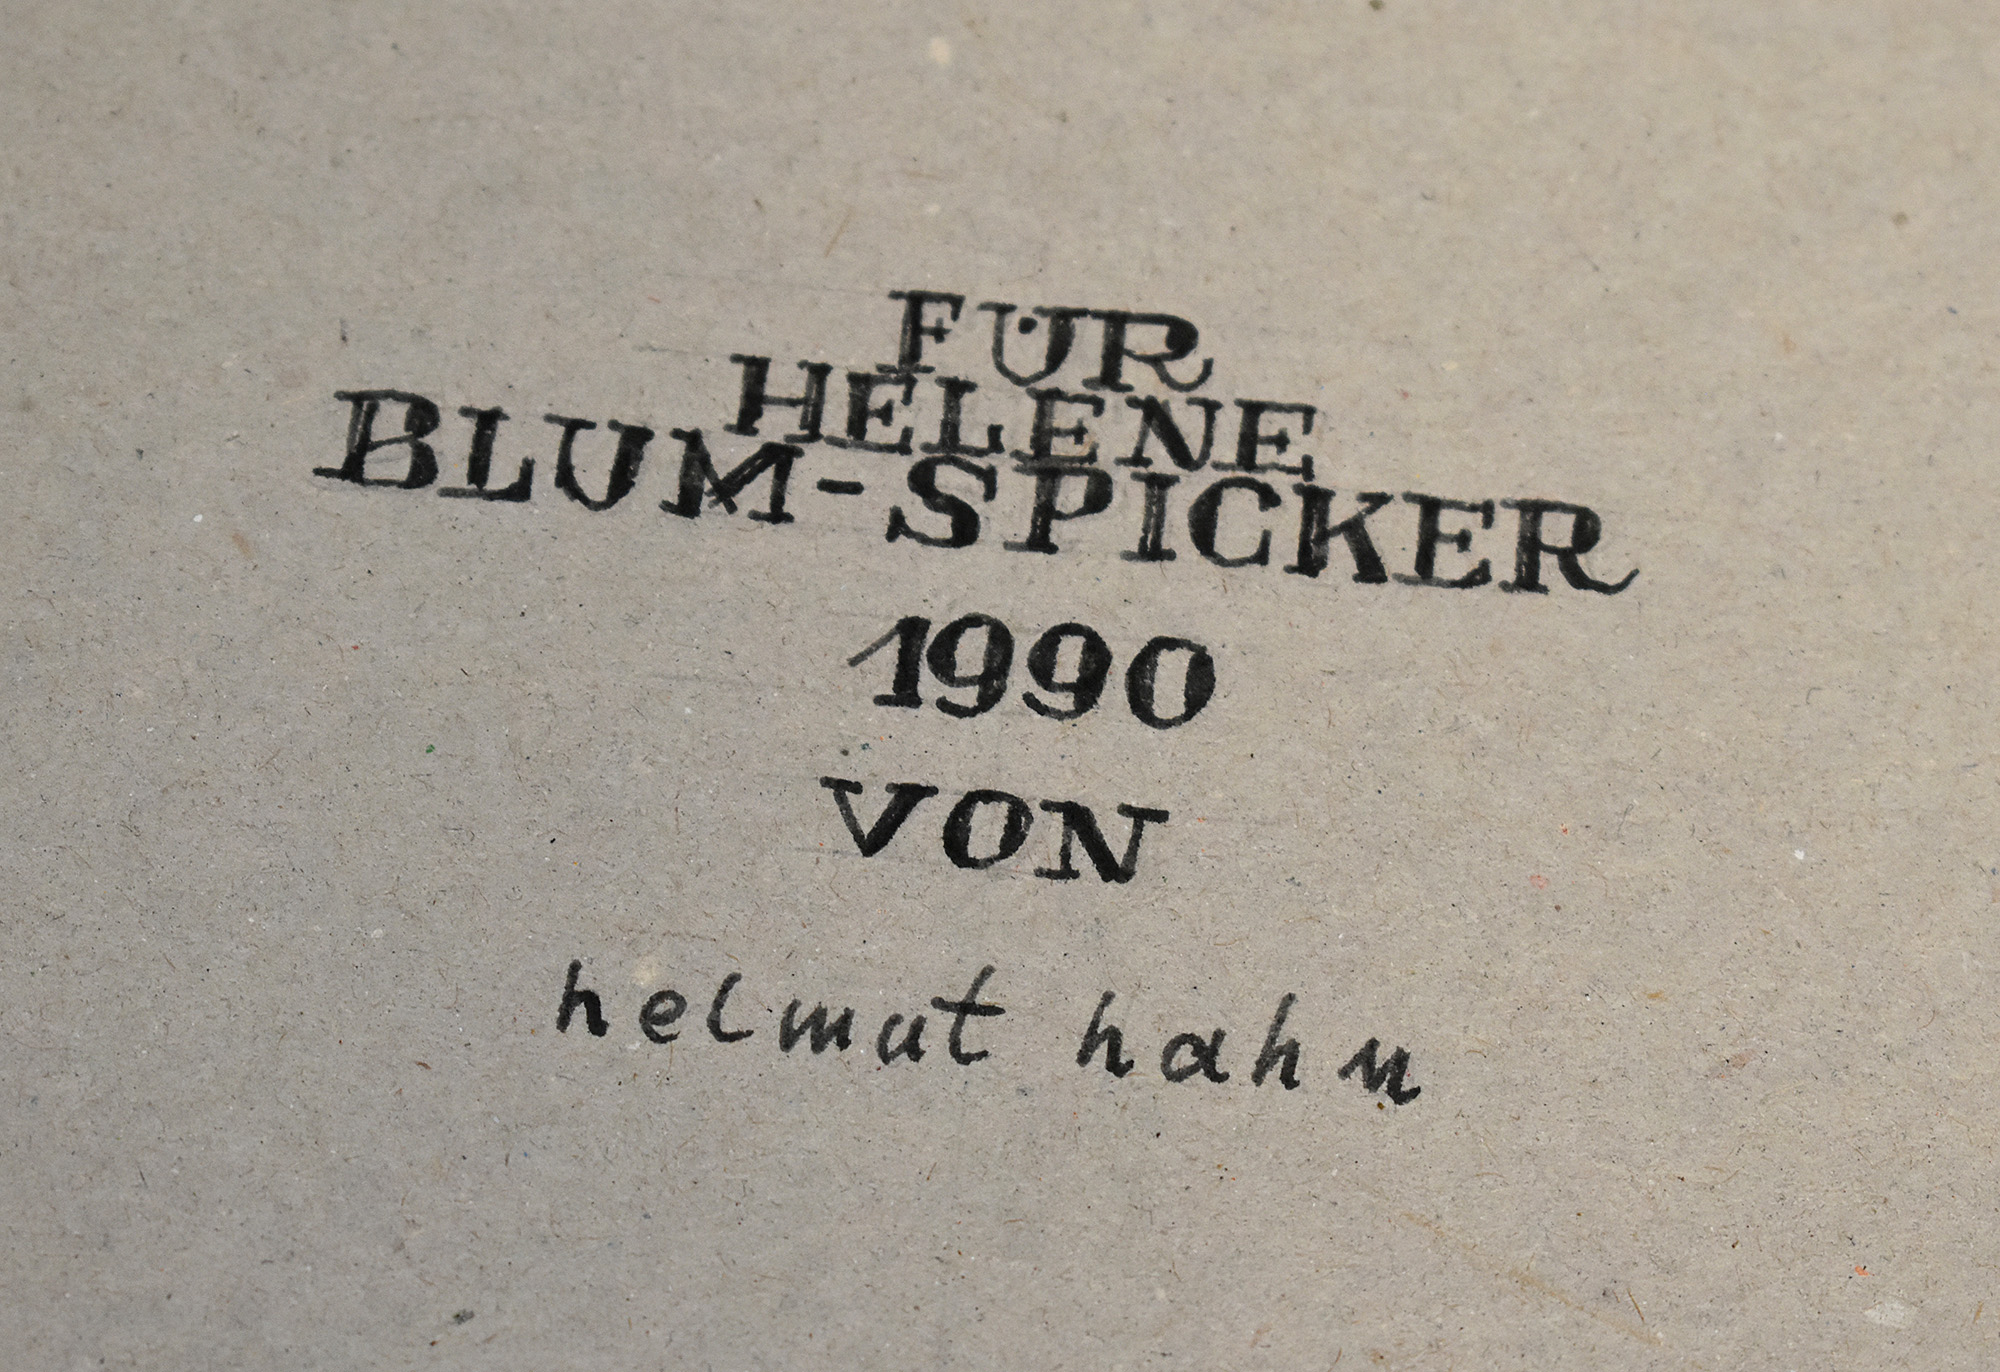 FÜR
HELENE
BLUM-SPICKER
1990
VON
helmut hahn